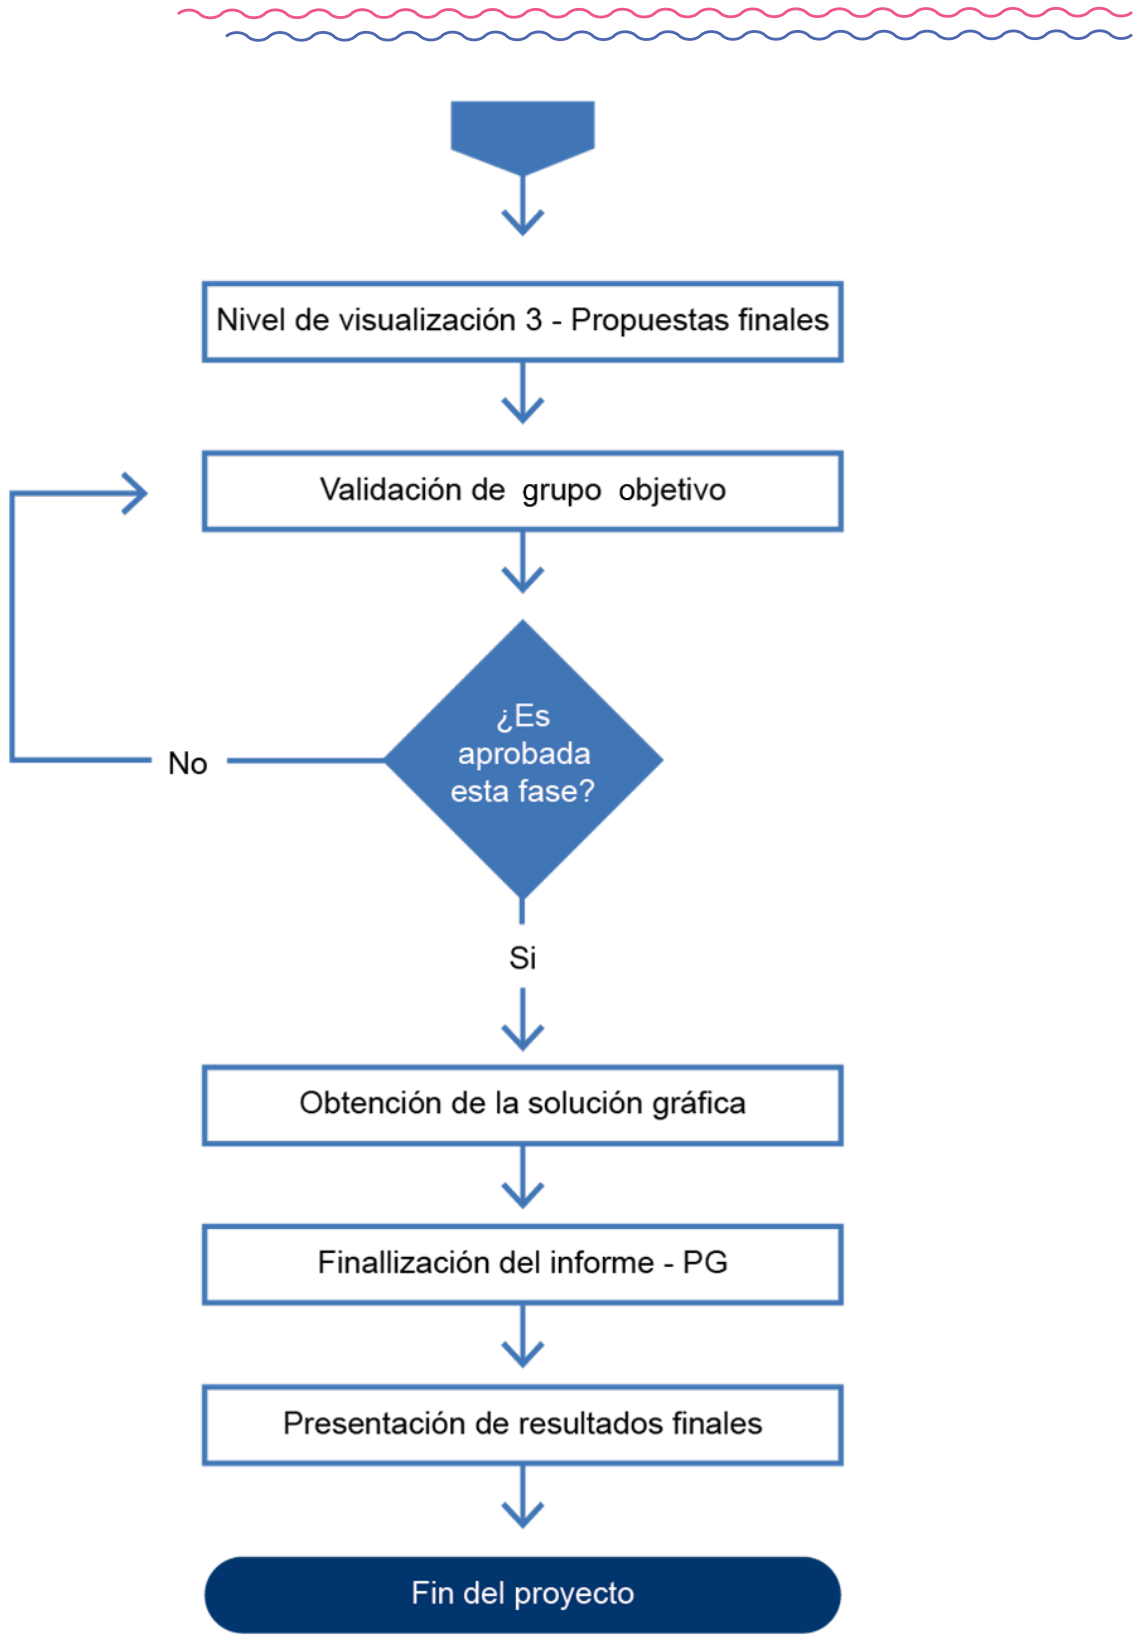 Nivel de visualización 3 - Propuestas finales
Validación de grupo objetivo
¿Es
aprobada
esta fase?
No
Si
Obtención de la solución gráfica
Finallización del informe - PG
Presentación de resultados finales
Fin del proyecto